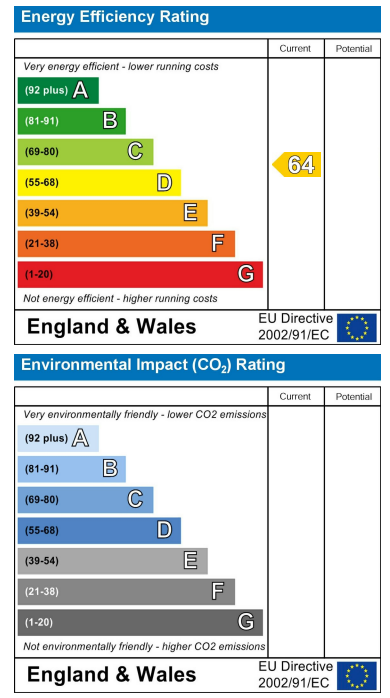 Energy Efficiency Rating
Current Potential
Very energy efficient - lower running costs
(92 plus) A
(81-91) B
(69-80) C
64
(55-68) D
(39-54) E
(21-38) F
(1-20) G
Not energy efficient - higher running costs
England & Wales
EU Directive
2002/91/EC
Environmental Impact (CO₂) Rating
Current Potential
Very environmentally friendly - lower CO2 emissions
(92 plus) A
(81-91) B
(69-80) C
(55-68) D
(39-54) E
(21-38) F
(1-20) G
Not environmentally friendly - higher CO2 emissions
England & Wales
EU Directive
2002/91/EC